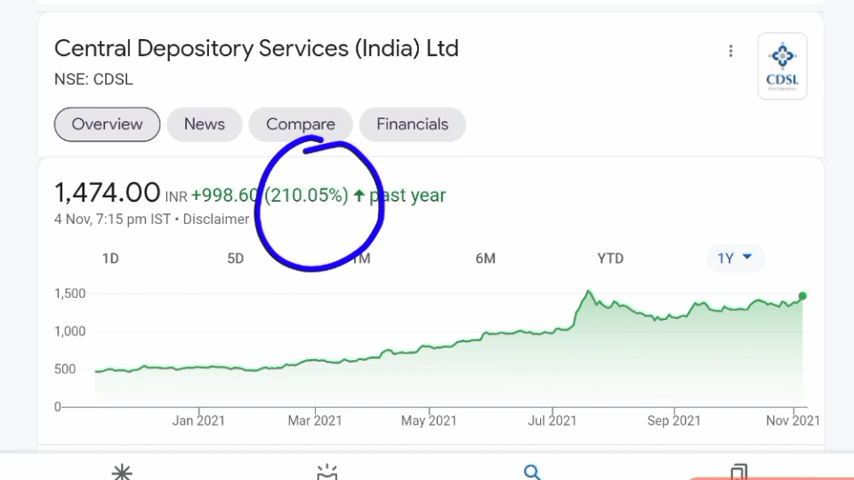 Central Depository Services (India) Ltd
NSE: CDSL
CDSL
Overview News Compare Financials
1,474.00 INR +998.60 (210.05%) ↑ past year
4 Nov, 7:15 pm IST • Disclaimer
1D 5D 1M 6M YTD 1Y
1,500
1,000
500
0
Jan 2021 Mar 2021 May 2021 Jul 2021 Sep 2021 Nov 2021